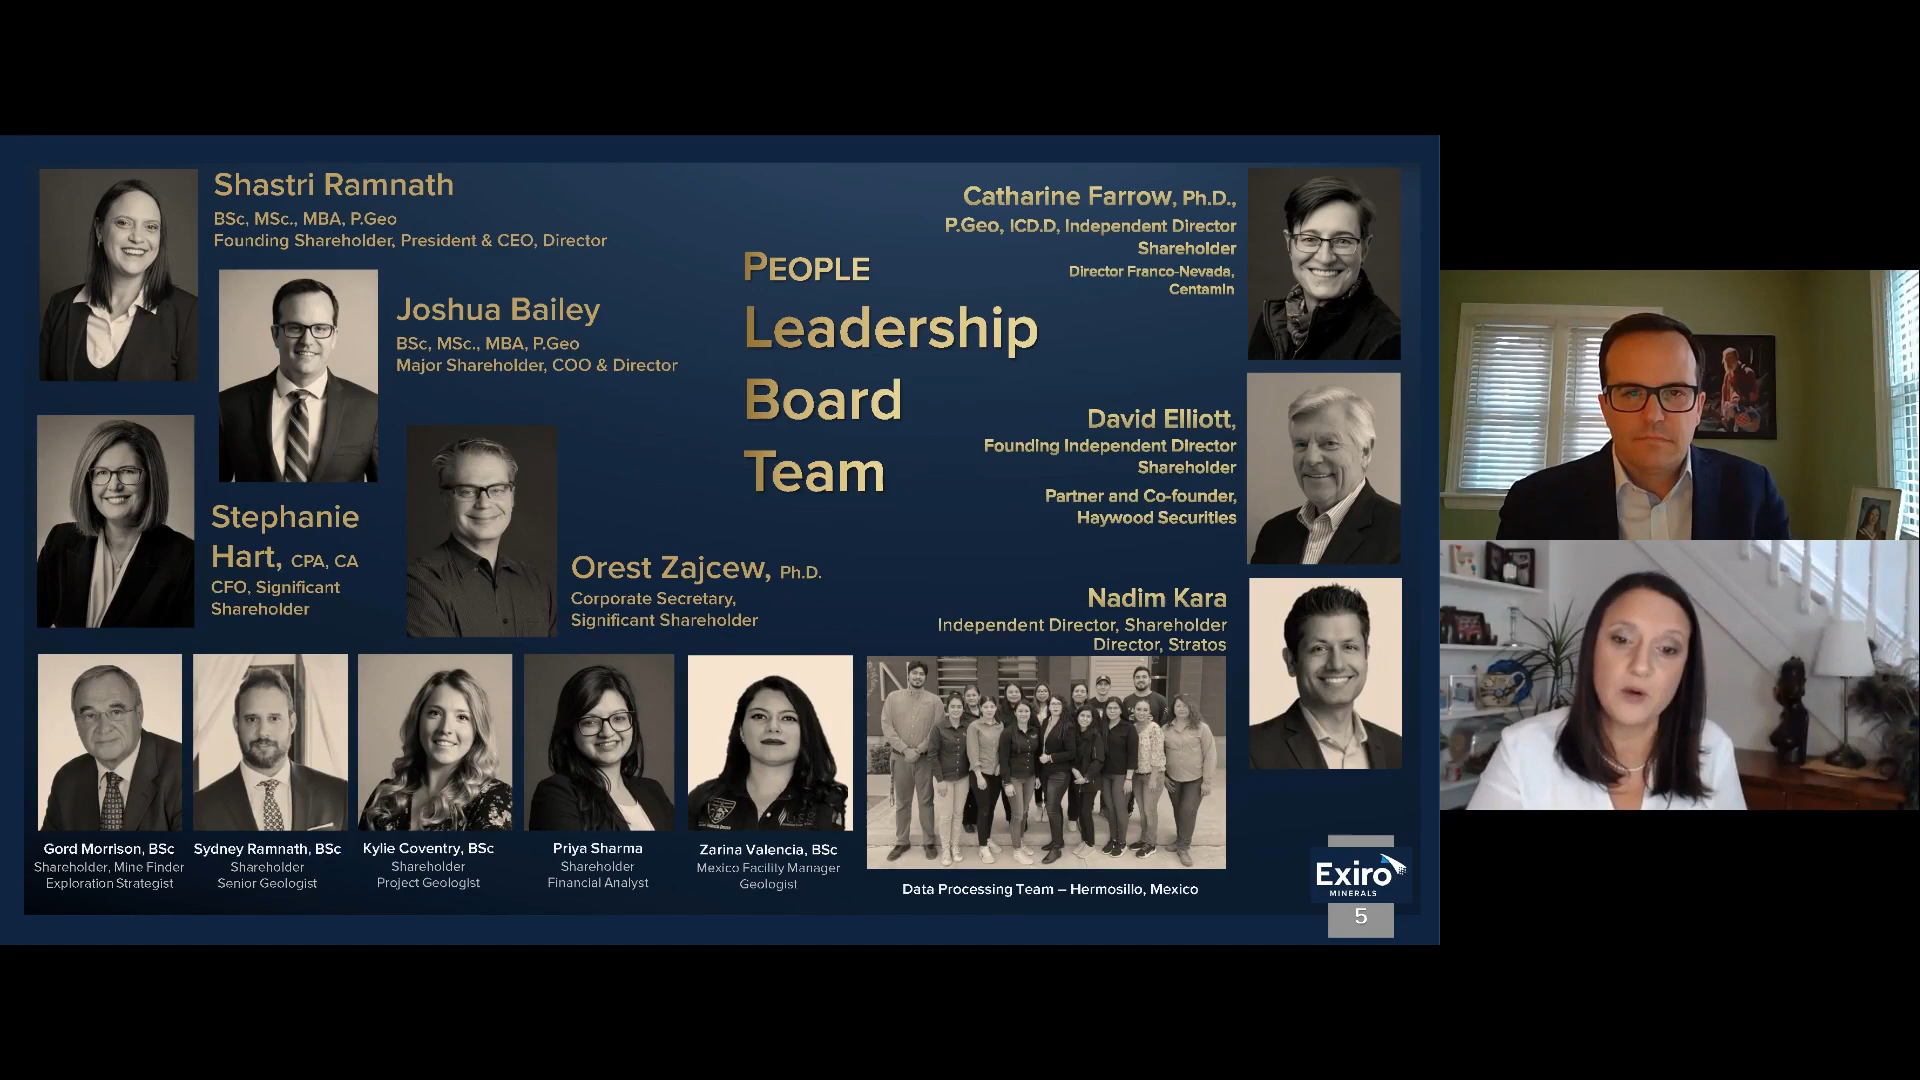 Shastri Ramnath
BSc, MSc., MBA, P.Geo
Founding Shareholder, President & CEO, Director
Joshua Bailey
BSc, MSc., MBA, P.Geo
Major Shareholder, COO & Director
Stephanie
Hart, CPA, CA
CFO, Significant
Shareholder
Orest Zajcew, Ph.D.
Corporate Secretary,
Significant Shareholder
PEOPLE
Leadership
Board
Team
Catharine Farrow, Ph.D.,
P.Geo, ICD.D, Independent Director
Shareholder
Director Franco-Nevada,
Centamin
David Elliott,
Founding Independent Director
Shareholder
Partner and Co-founder,
Haywood Securities
Nadim Kara
Independent Director, Shareholder
Director, Stratos
Gord Morrison, BSc
Shareholder, Mine Finder
Exploration Strategist
Sydney Ramnath, BSc
Shareholder
Senior Geologist
Kylie Coventry, BSc
Shareholder
Project Geologist
Priya Sharma
Shareholder
Financial Analyst
Zarina Valencia, BSc
Mexico Facility Manager
Geologist
Data Processing Team – Hermosillo, Mexico
Exiro
MINERALS
5